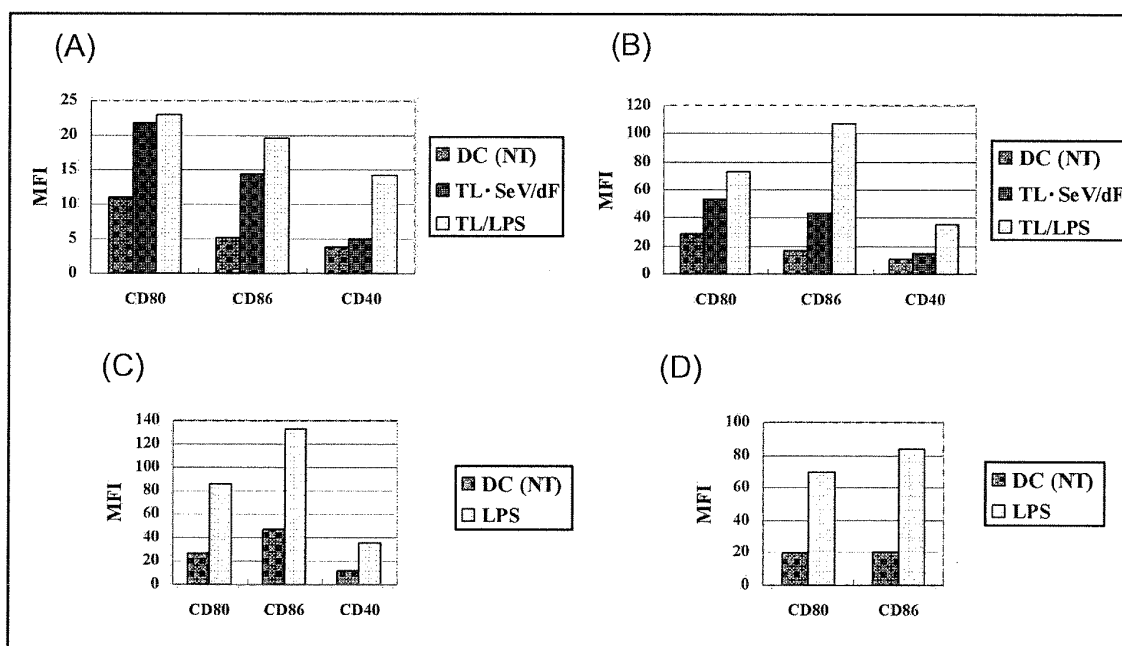 (A)
25
20
15
10
5
0
MFI
CD80 CD86 CD40
DC (NT)
TL·SeV/dF
TL/LPS
(B)
120
100
80
60
40
20
0
MFI
CD80 CD86 CD40
DC (NT)
TL·SeV/dF
TL/LPS
(C)
140
120
100
80
60
40
20
0
MFI
CD80 CD86 CD40
DC (NT)
LPS
(D)
100
80
60
40
20
0
MFI
CD80 CD86
DC (NT)
LPS